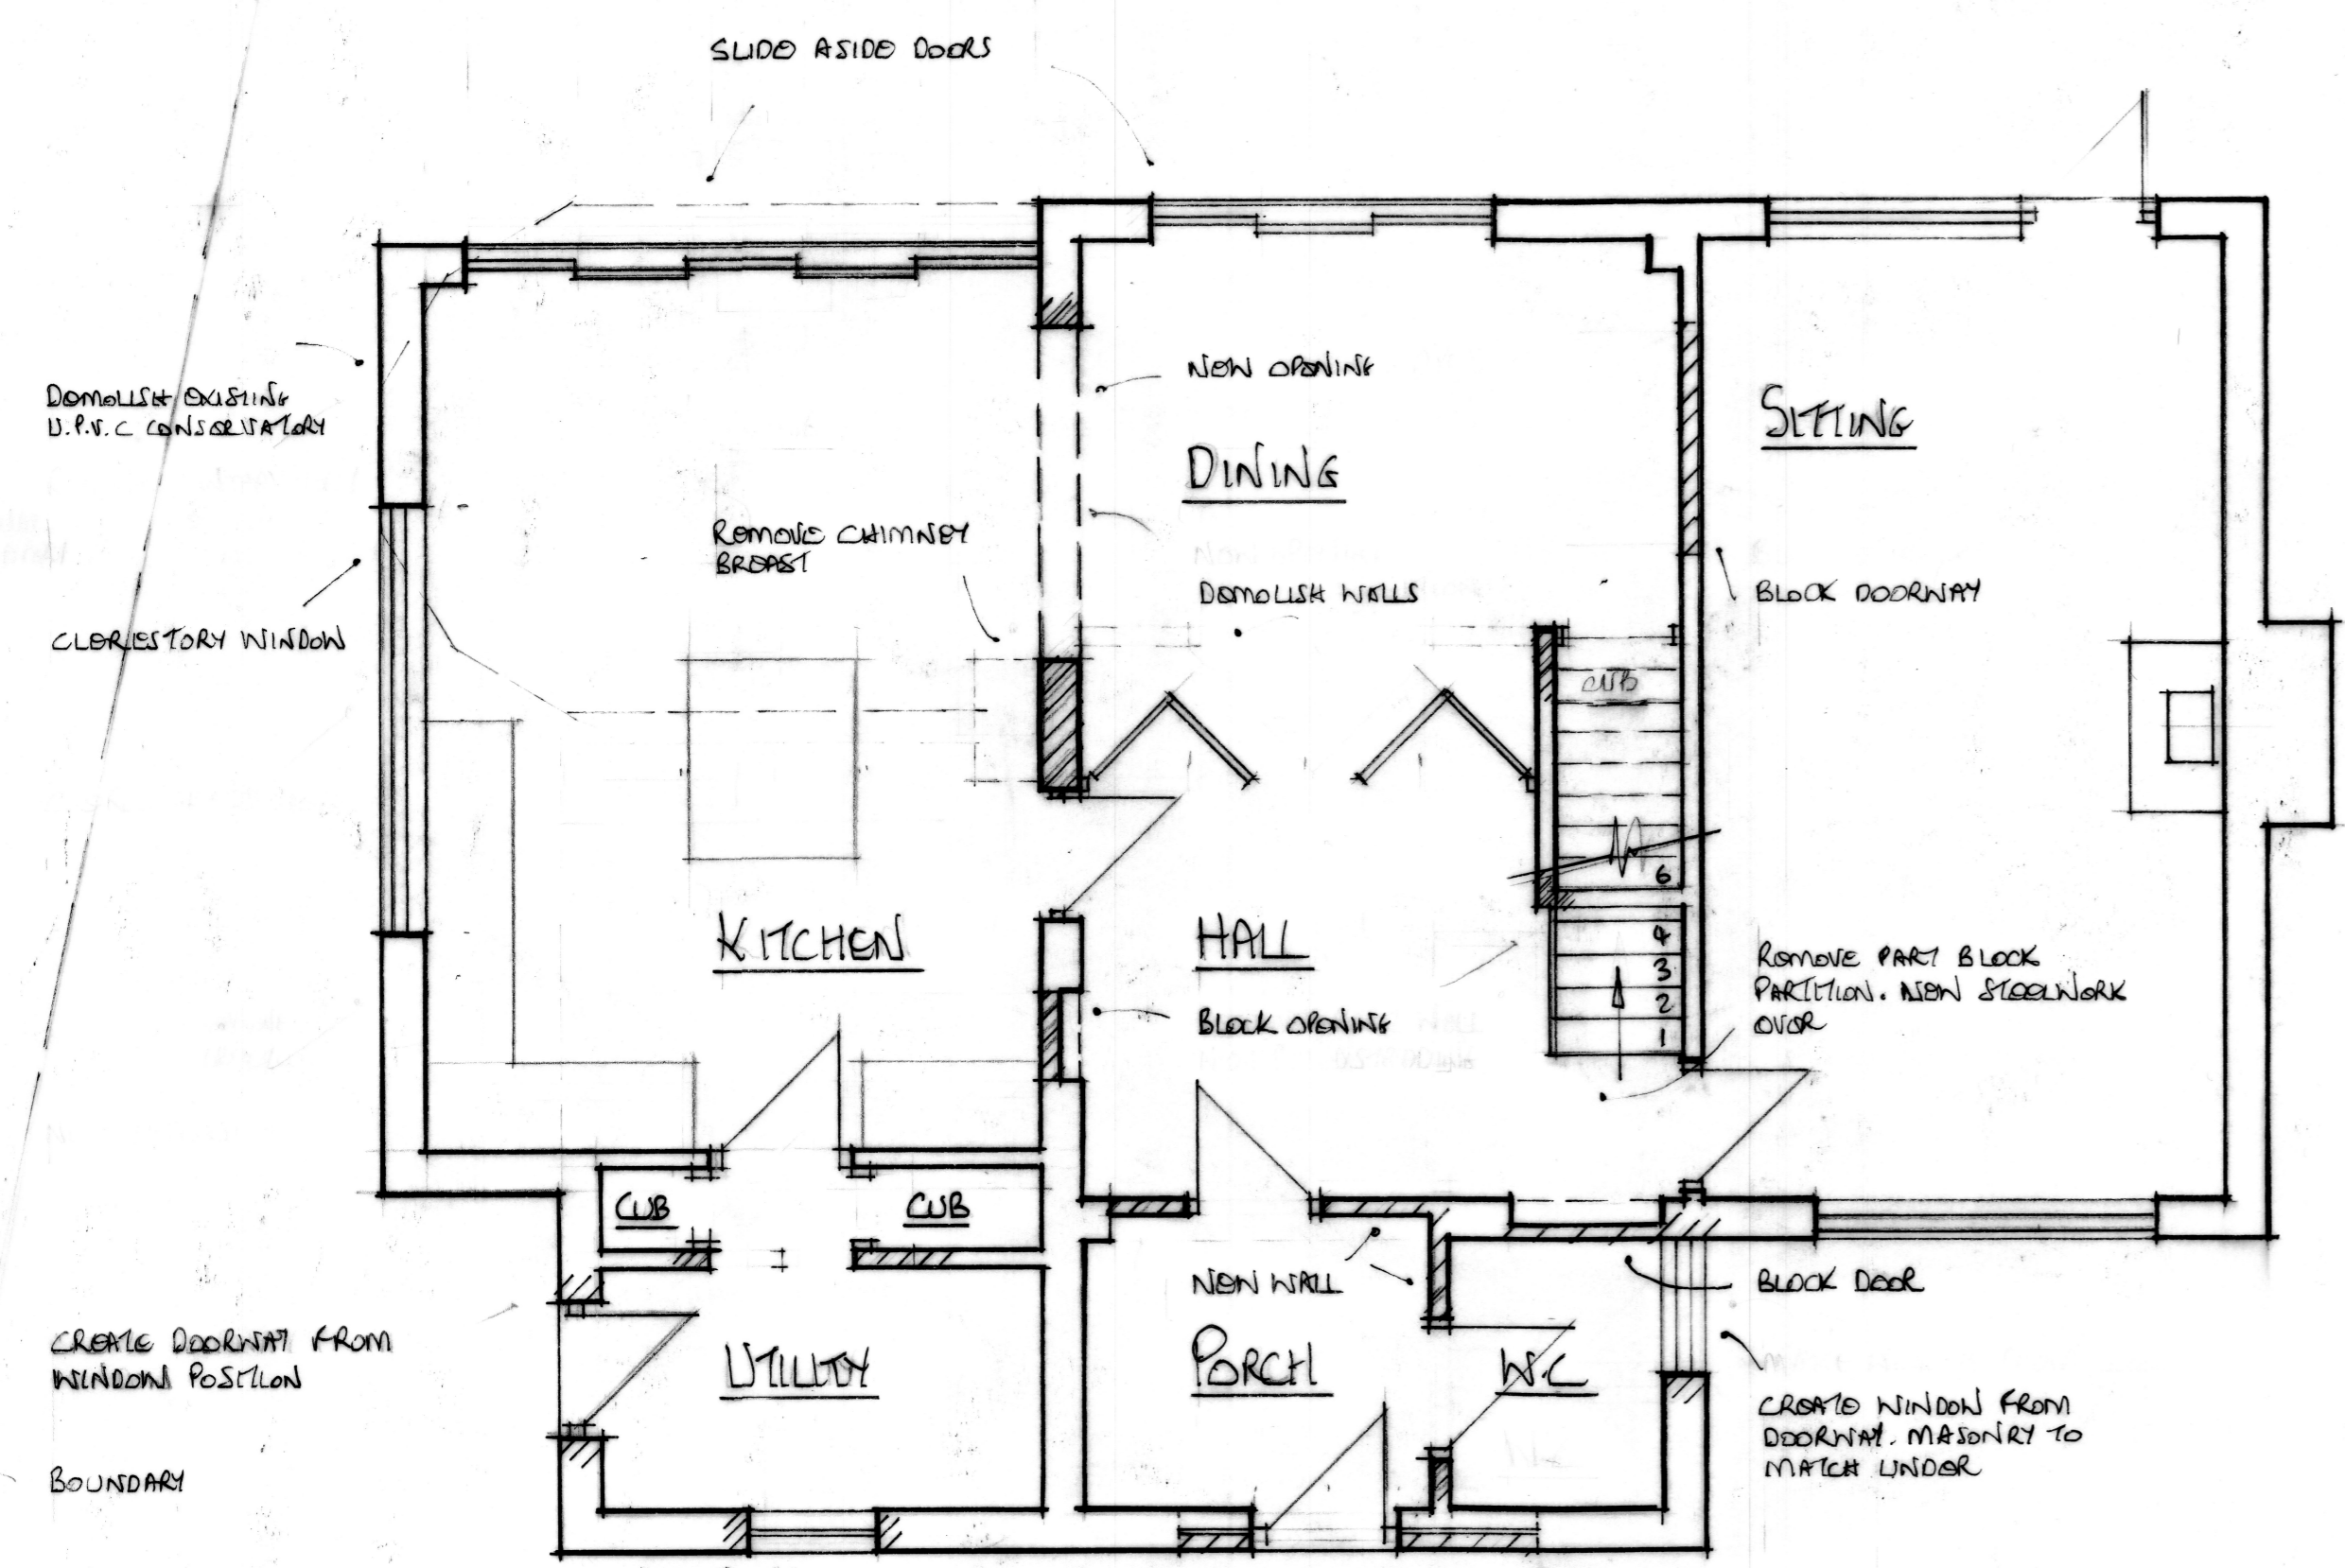 SLIDE ASIDE DOORS
DEMOLISH EXISTING
U.P.V.C CONSERVATORY
NEW OPENING
DINING
SITTING
REMOVE CHIMNEY
BREAST
DEMOLISH WALLS
BLOCK DOORWAY
CLERESTORY WINDOW
CUB
6
4
3
2
1
KITCHEN
HALL
REMOVE PART BLOCK
PARTITION. NEW STEELWORK
OVER
BLOCK OPENING
CUB
CUB
NEW WALL
BLOCK DOOR
CREATE DOORWAY FROM
WINDOW POSITION
UTILITY
PORCH
W.C
CREATE WINDOW FROM
DOORWAY. MASONRY TO
MATCH UNDER
BOUNDARY